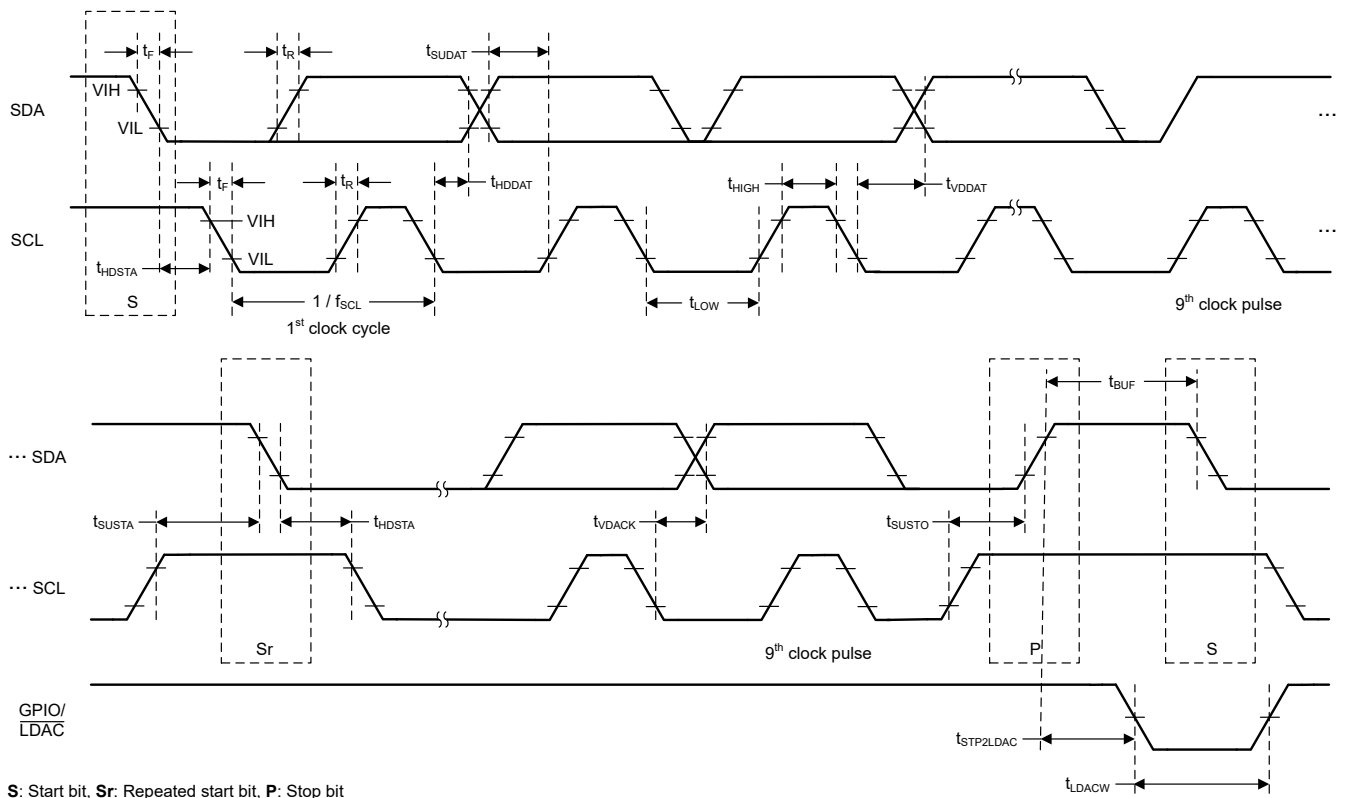 tF
tR
tSUDAT
VIH
SDA
VIL
...
tF
tR
tHDDAT
tHIGH
tVDDAT
VIH
SCL
...
VIL
tHDSTA
S
1 / fSCL
tLOW
9th clock pulse
1st clock cycle
tBUF
... SDA
tSUSTA
tHDSTA
tVDACK
tSUSTO
... SCL
Sr
9th clock pulse
P
S
GPIO/
LDAC
tSTP2LDAC
tLDACW
S: Start bit, Sr: Repeated start bit, P: Stop bit